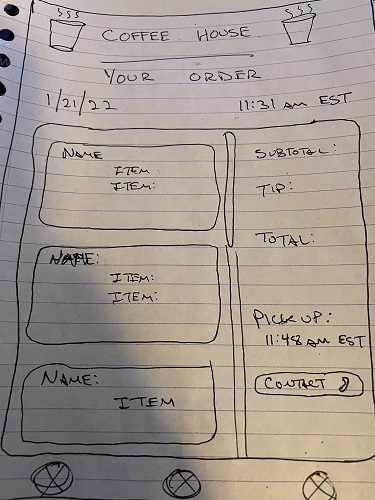 COFFEE HOUSE
YOUR ORDER
1/21/22 11:31 AM EST
NAME
ITEM:
ITEM:
NAME:
ITEM:
ITEM:
NAME:
ITEM
SUBTOTAL:
TIP:
TOTAL:
PICK UP:
11:48 AM EST
CONTACT